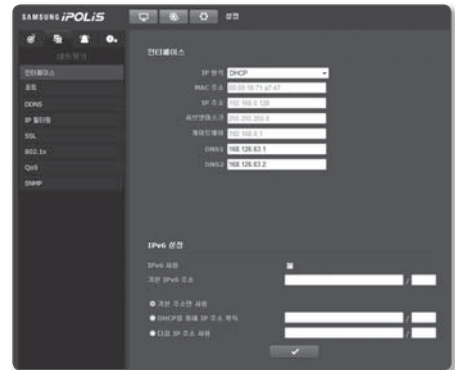 SAMSUNG iPOLiS
설정
네트워크
인터페이스
포트
DDNS
IP 필터링
SSL
802.1x
QoS
SNMP
인터페이스
IP 방식 DHCP
MAC 주소 00:09:18:71:a7:47
IP 주소 192.168.0.128
서브넷마스크 255.255.255.0
게이트웨이 192.168.0.1
DNS1 168.126.63.1
DNS2 168.126.63.2
IPv6 설정
IPv6 사용
기본 IPv6 주소 /
기본 주소만 사용
DHCP를 통해 IP 주소 획득 /
다음 IP 주소 사용 /